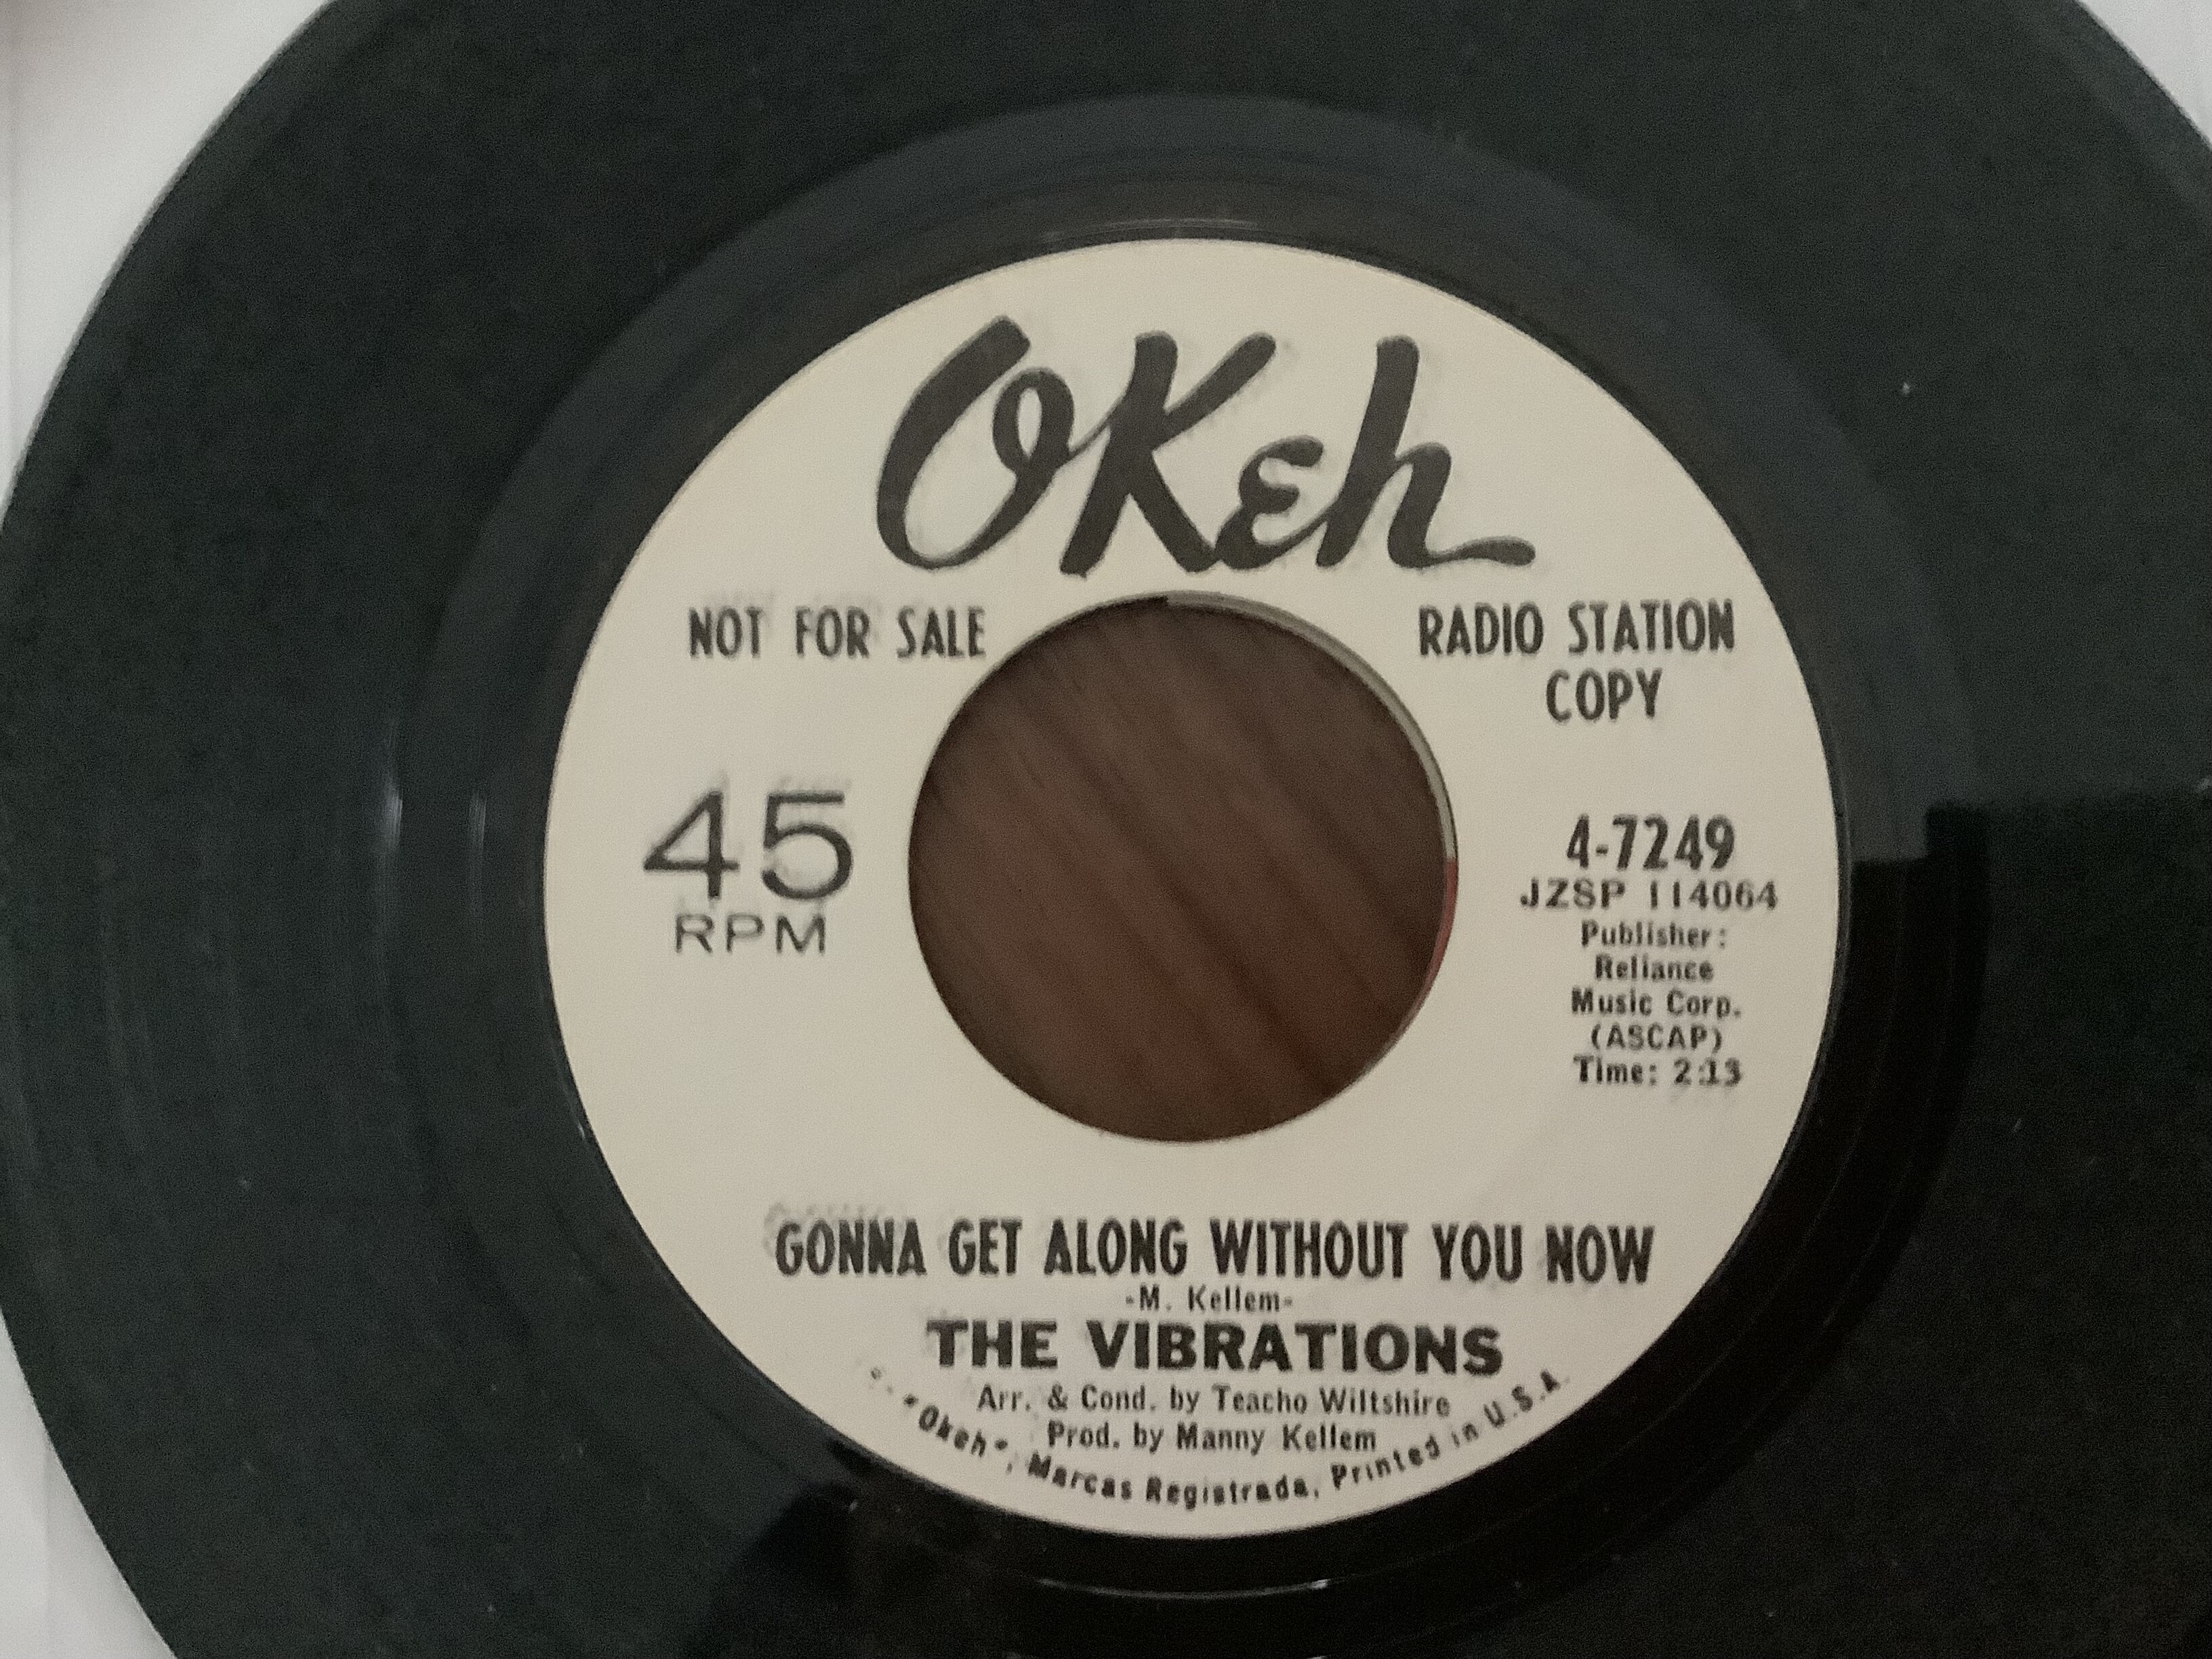 OKeh
NOT FOR SALE
RADIO STATION
COPY
45
RPM
4-7249
JZSP 114064
Publisher:
Reliance
Music Corp.
(ASCAP)
Time: 2:13
GONNA GET ALONG WITHOUT YOU NOW
-M. Kellem-
THE VIBRATIONS
Arr. & Cond. by Teacho Wiltshire
Prod. by Manny Kellem
"Okeh", Marcas Registrada, Printed in U.S.A.